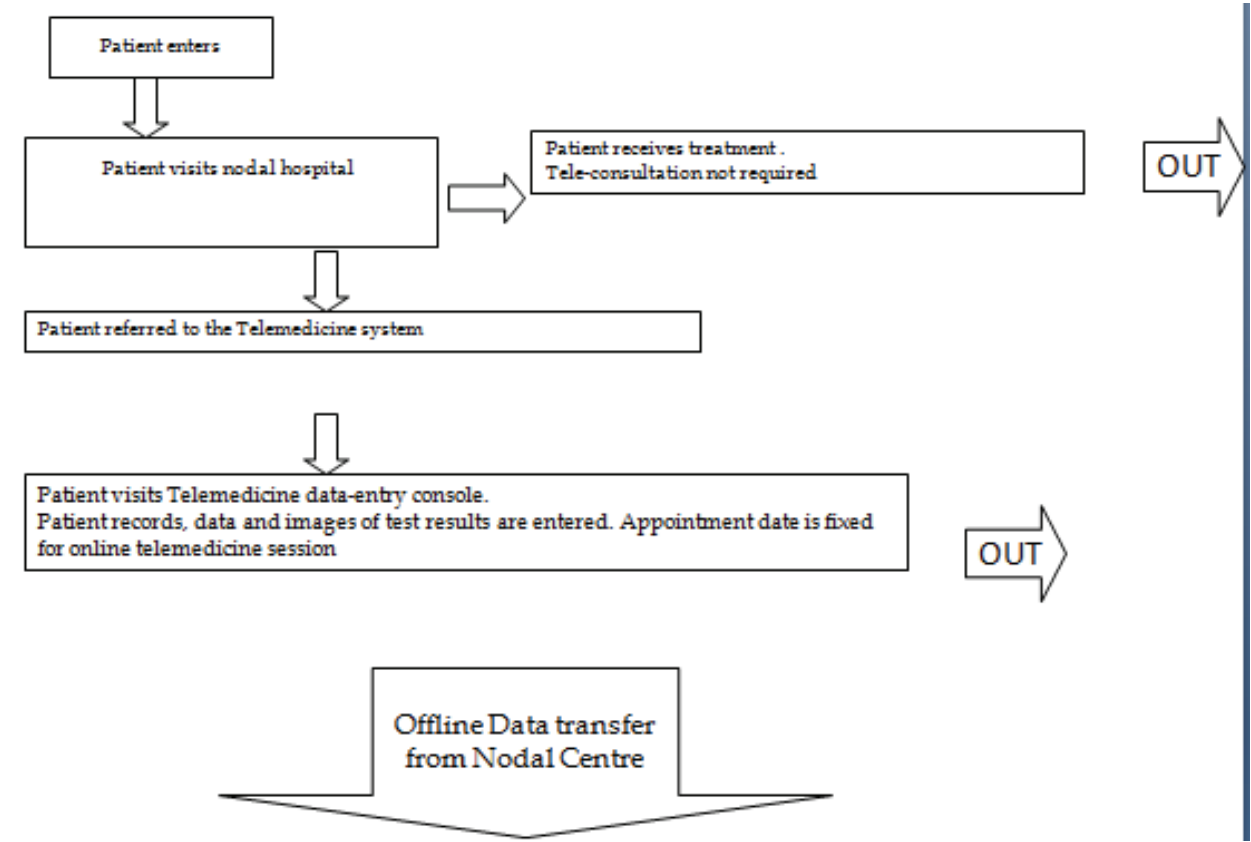 Patient enters
Patient visits nodal hospital
Patient receives treatment .
Tele-consultation not required
OUT
Patient referred to the Telemedicine system
Patient visits Telemedicine data-entry console.
Patient records, data and images of test results are entered. Appointment date is fixed
for online telemedicine session
OUT
Offline Data transfer
from Nodal Centre